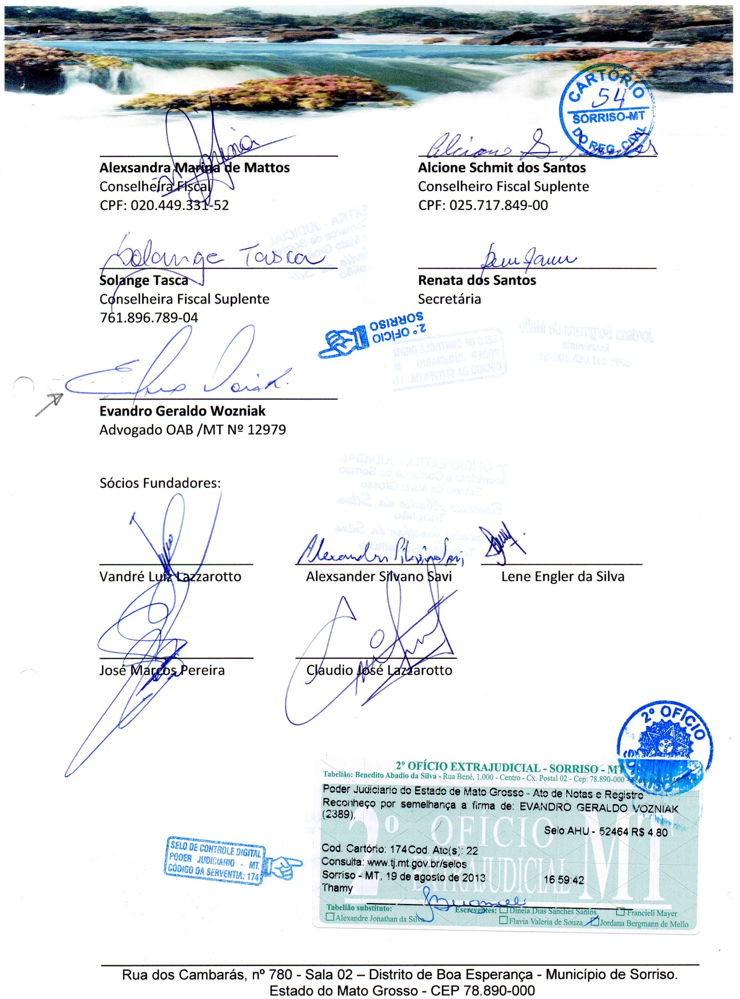 CARTÓRIO
54
SORRISO-MT
DO REG. CIVIL
Alexsandra Marina de Mattos
Conselheira Fiscal
CPF: 020.449.331-52
Alcione Schmit dos Santos
Conselheiro Fiscal Suplente
CPF: 025.717.849-00
Solange Tasca
Solange Tasca
Conselheira Fiscal Suplente
761.896.789-04
Renata dos Santos
Secretária
2.º OFÍCIO
SORRISO
Evandro Geraldo Wozniak
Advogado OAB /MT Nº 12979
Sócios Fundadores:
Vandré Luiz Lazzarotto
Alexsander Silvano Savi
Lene Engler da Silva
José Marcos Pereira
Claudio José Lazzarotto
2º OFÍCIO
2º OFÍCIO EXTRAJUDICIAL - SORRISO - MT
Tabelião: Benedito Abadio da Silva - Rua Bené, 1.000 - Centro - Cx. Postal 02 - Cep: 78.890-000
Poder Judiciario do Estado de Mato Grosso - Ato de Notas e Registro
Reconheço por semelhança a firma de: EVANDRO GERALDO VOZNIAK
(2389),
Selo:AHU - 52464 R$ 4,80
Cod. Cartório: 174 Cod. Ato(s): 22
Consulta: www.tj.mt.gov.br/selos
Sorriso - MT, 19 de agosto de 2013 16:59:42
Thamy
Tabelião substituto:
Alexandre Jonathan da Silva
Escreventes: Dineia Dias Sanches Santos Francieli Mayer
Flavia Valeria de Souza Jordana Bergmann de Mello
2º OFÍCIO
EXTRAJUDICIAL MT
SELO DE CONTROLE DIGITAL
PODER JUDICIÁRIO - MT.
CÓDIGO DA SERVENTIA: 174
Rua dos Cambarás, nº 780 - Sala 02 – Distrito de Boa Esperança - Município de Sorriso.
Estado do Mato Grosso - CEP 78.890-000